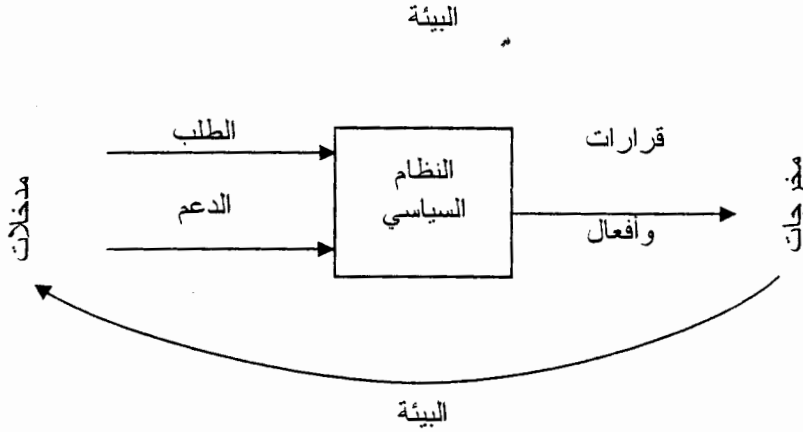 البيئة
الطلب
قرارات
النظام
السياسي
الدعم
وأفعال
مدخلات
مخرجات
البيئة